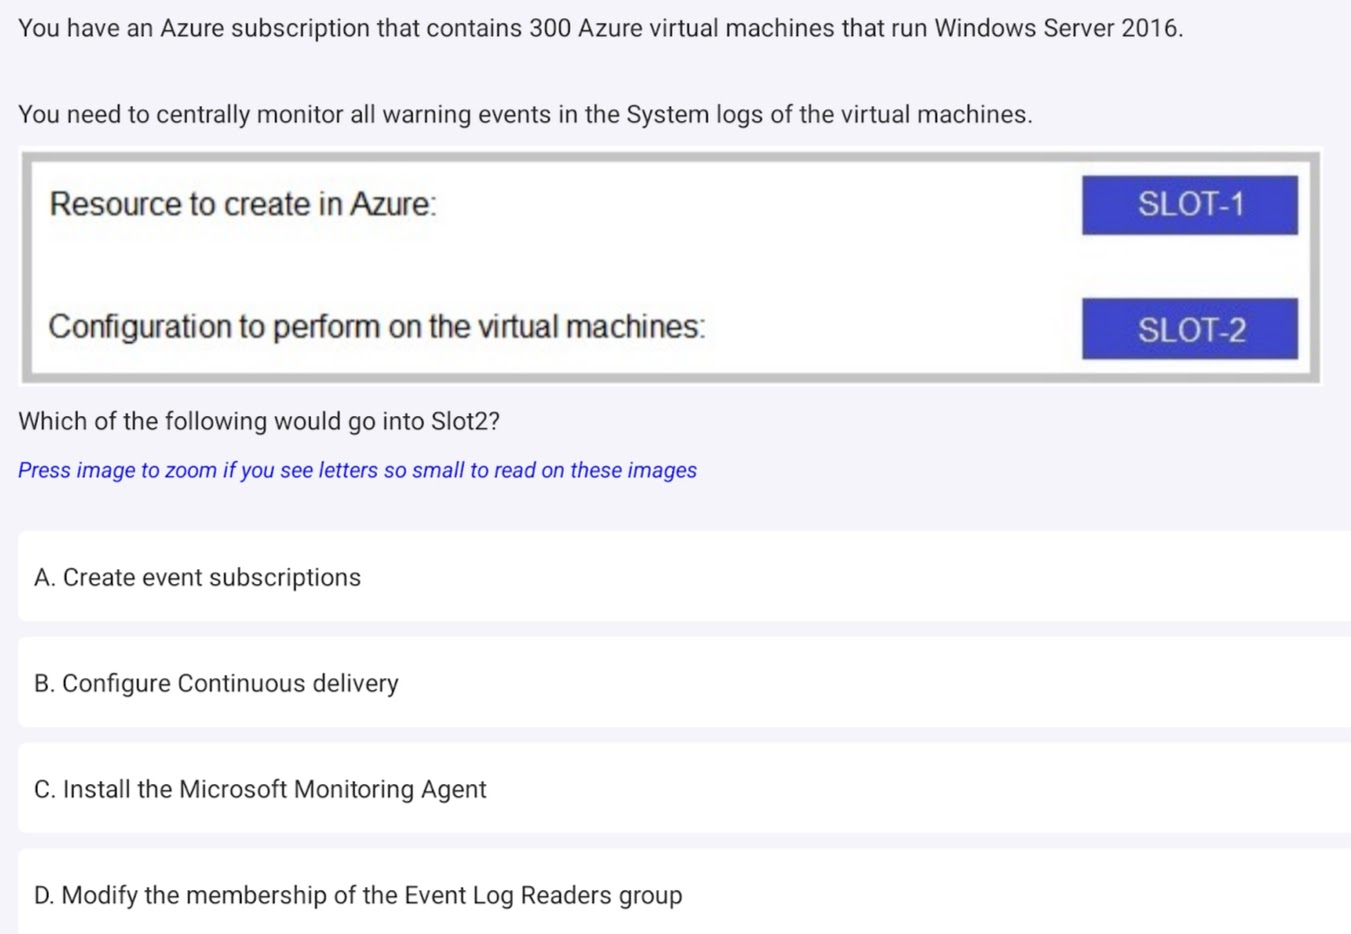 You have an Azure subscription that contains 300 Azure virtual machines that run Windows Server 2016.
You need to centrally monitor all warning events in the System logs of the virtual machines.
Resource to create in Azure:
SLOT-1
Configuration to perform on the virtual machines:
SLOT-2
Which of the following would go into Slot2?
Press image to zoom if you see letters so small to read on these images
A. Create event subscriptions
B. Configure Continuous delivery
C. Install the Microsoft Monitoring Agent
D. Modify the membership of the Event Log Readers group